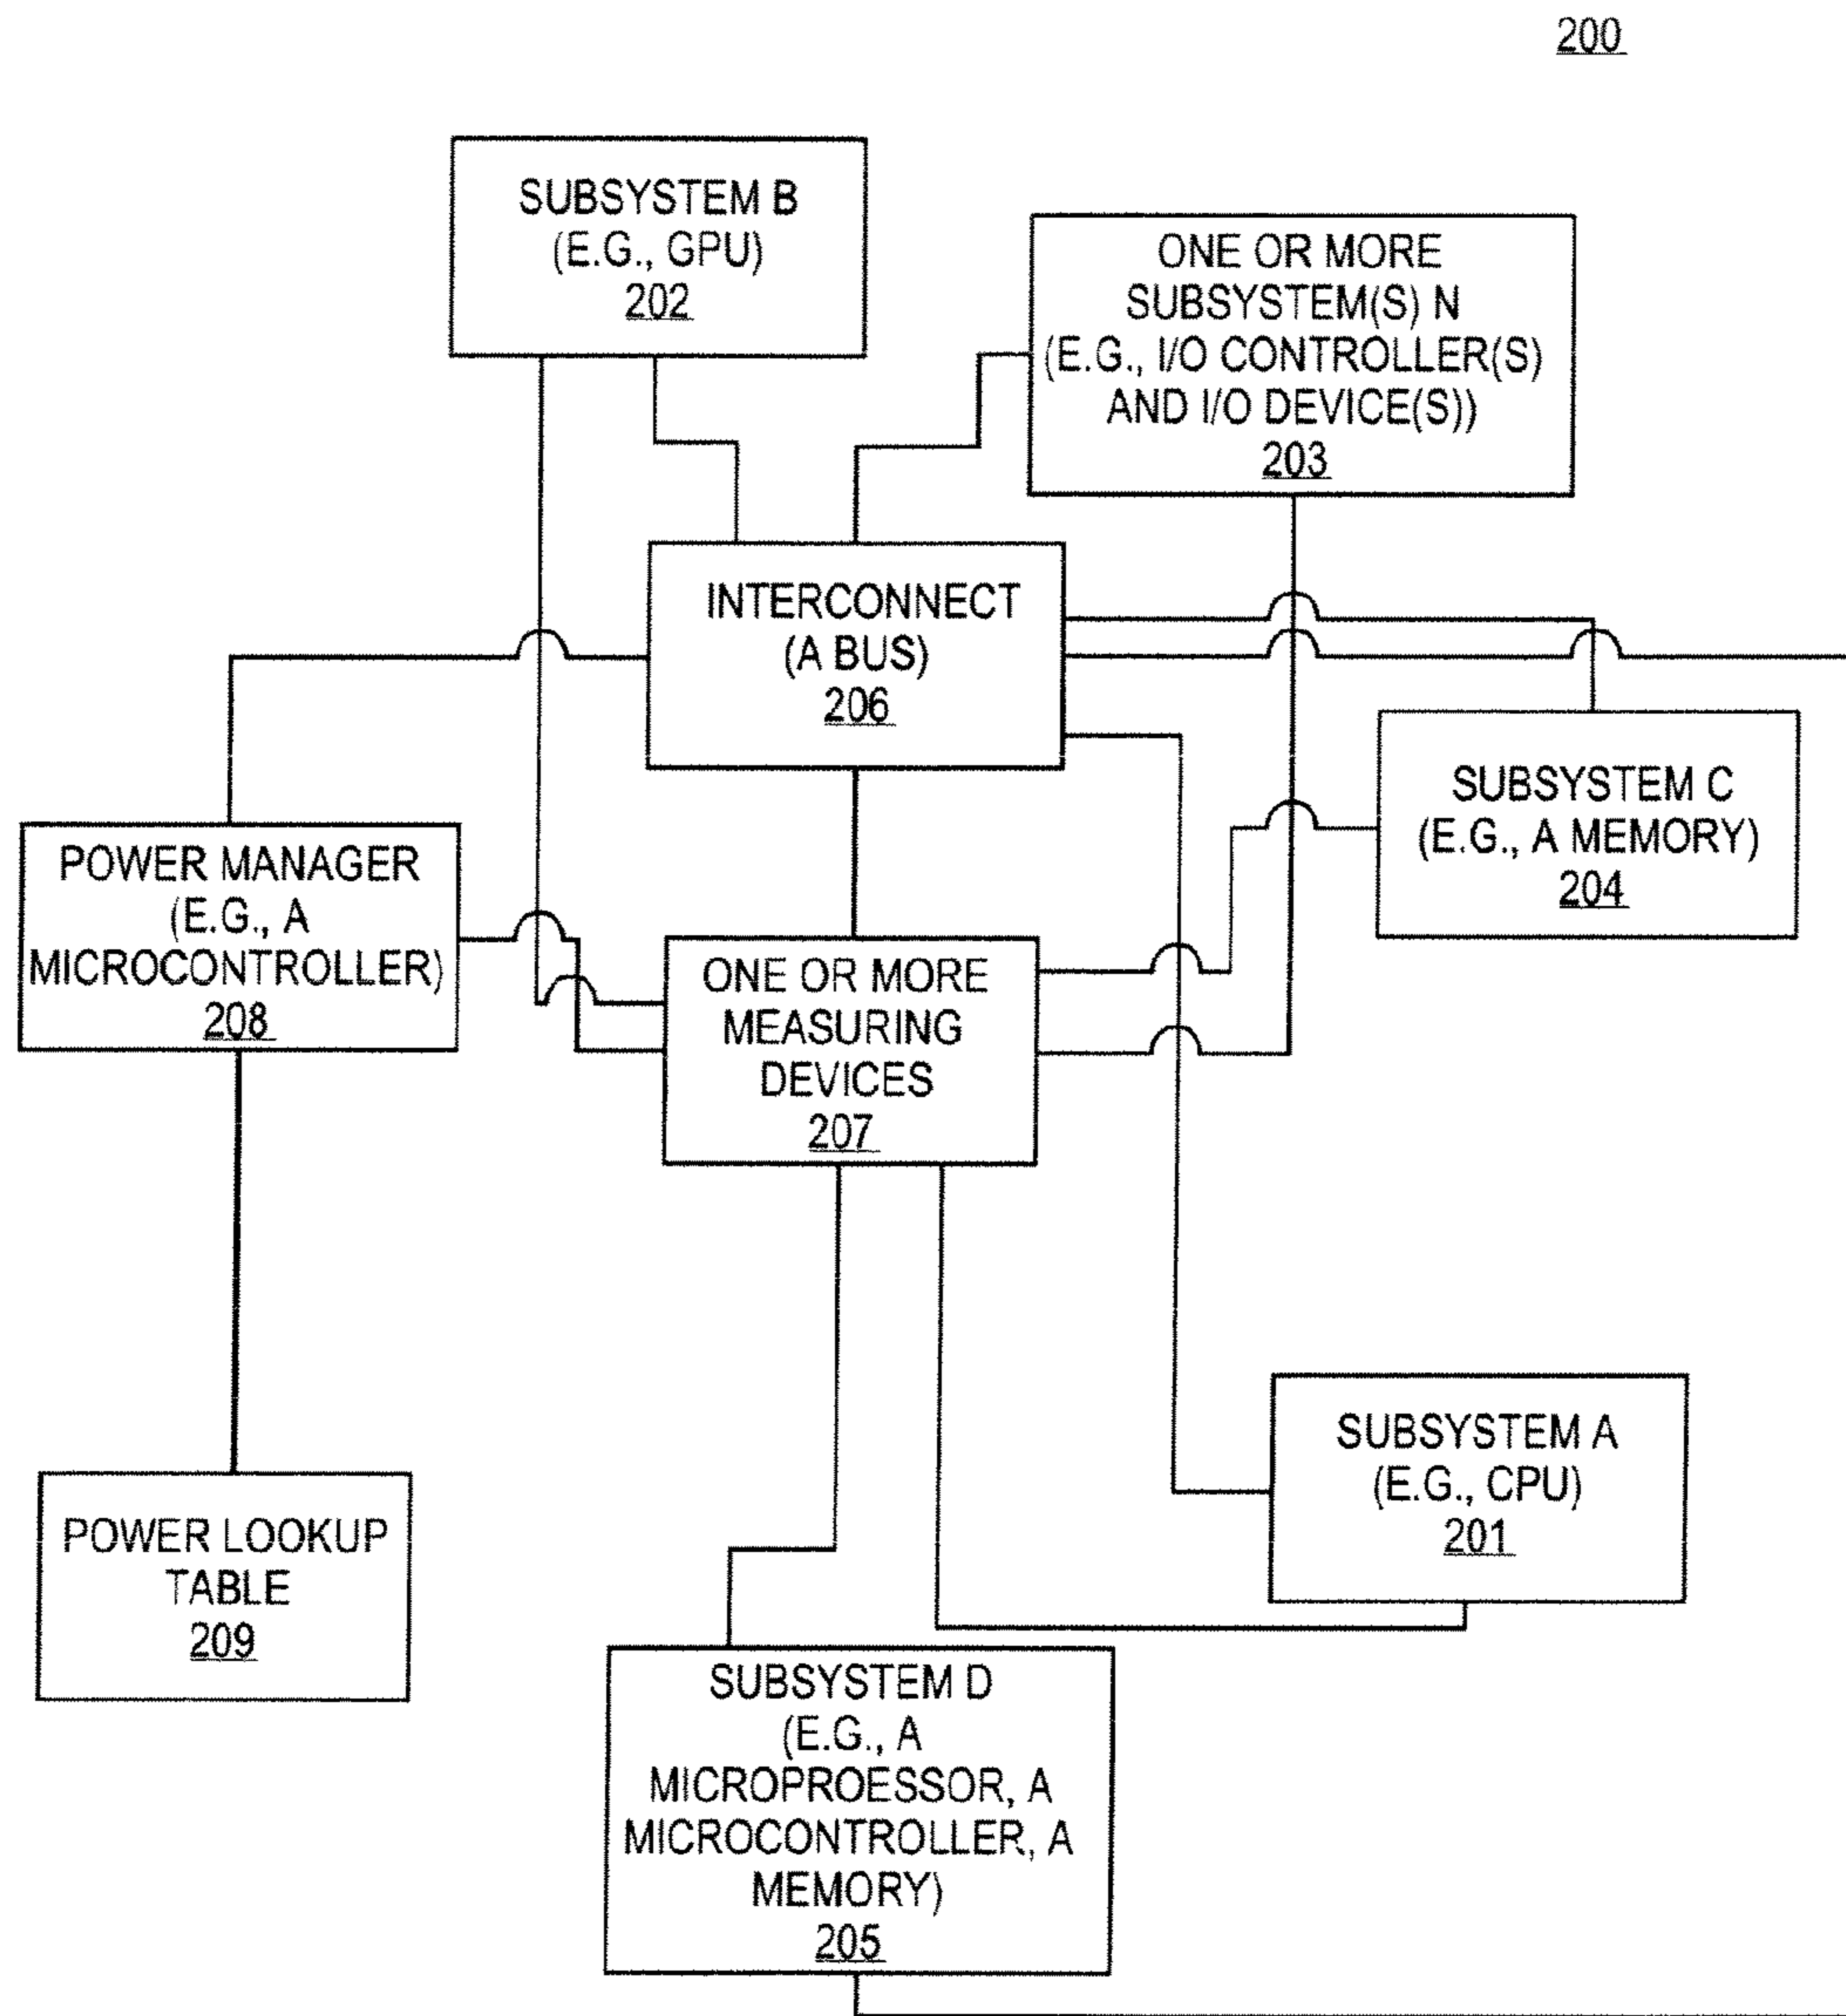 200
SUBSYSTEM B
(E.G., GPU)
202
ONE OR MORE
SUBSYSTEM(S) N
(E.G., I/O CONTROLLER(S)
AND I/O DEVICE(S))
203
INTERCONNECT
(A BUS)
206
SUBSYSTEM C
(E.G., A MEMORY)
204
POWER MANAGER
(E.G., A
MICROCONTROLLER)
208
ONE OR MORE
MEASURING
DEVICES
207
SUBSYSTEM A
(E.G., CPU)
201
POWER LOOKUP
TABLE
209
SUBSYSTEM D
(E.G., A
MICROPROESSOR, A
MICROCONTROLLER, A
MEMORY)
205